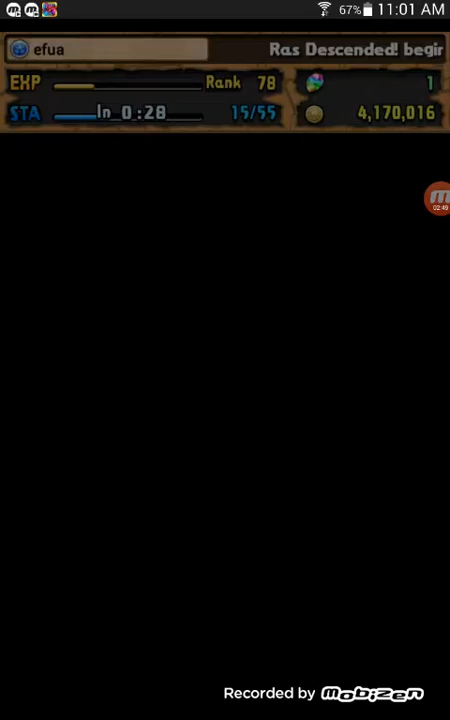 67% 11:01 AM
efua Ras Descended! begir
EXP Rank 78 1
STA In 0:28 15/55 4,170,016
02:49
Recorded by mobizen